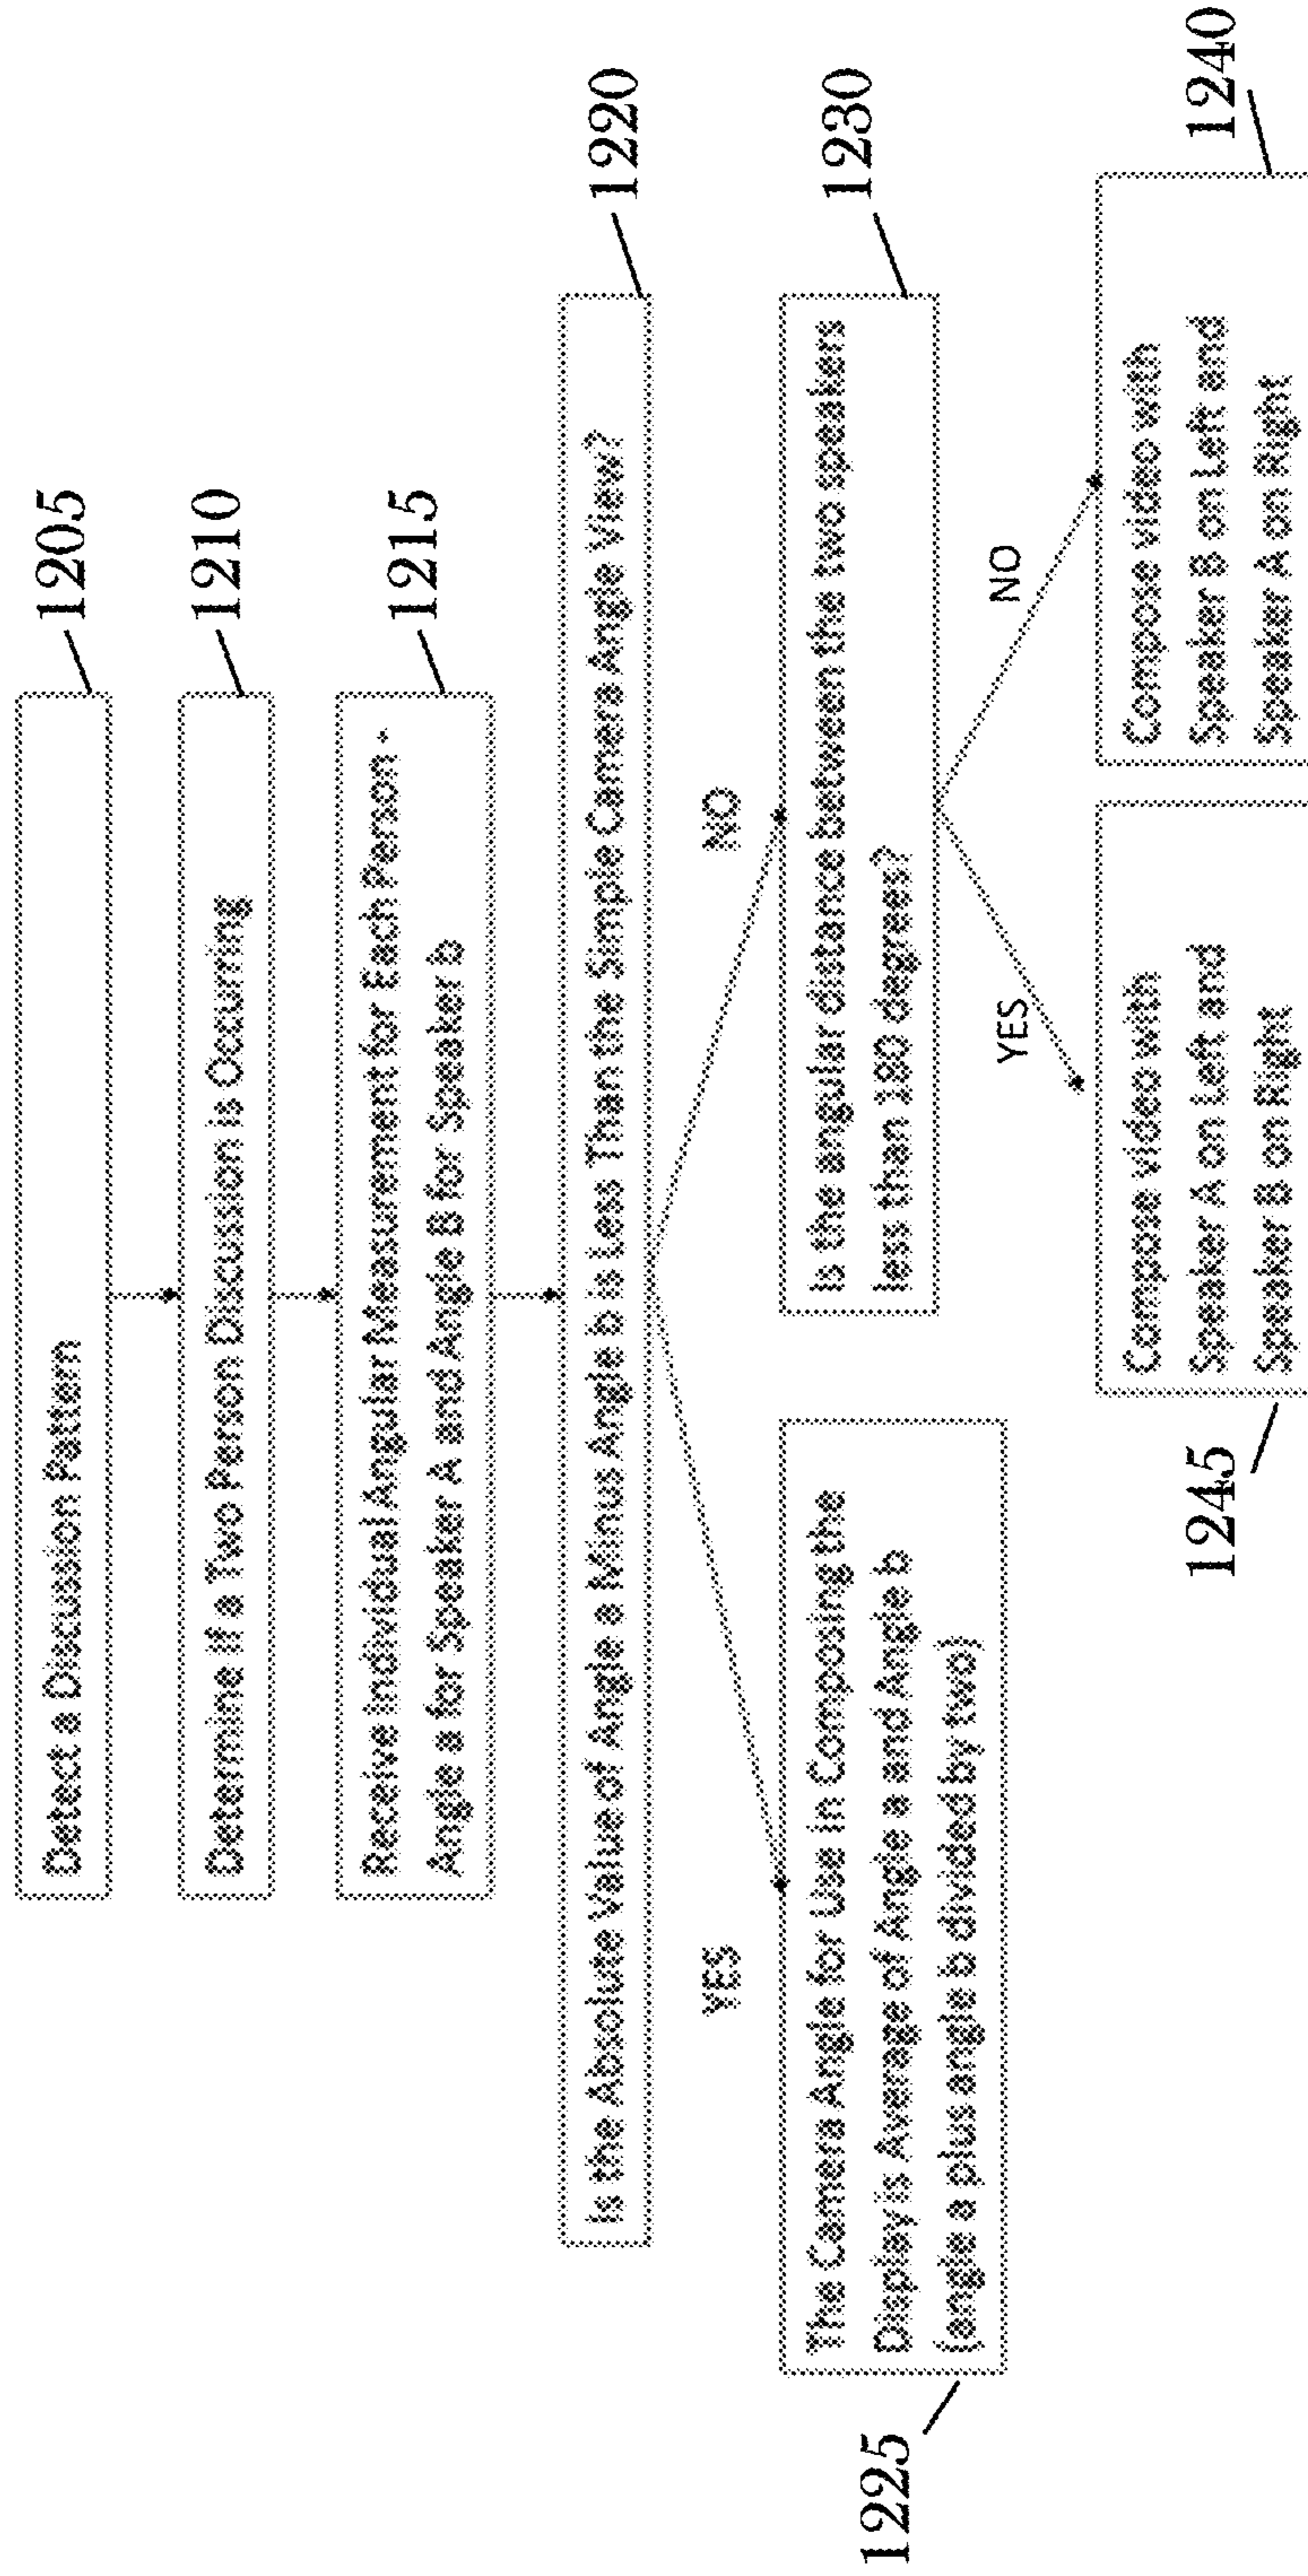 Detect a Discussion Pattern
1205
Determine if a Two Person Discussion is Occurring
1210
Receive Individual Angular Measurement for Each Person -
Angle a for Speaker A and Angle B for Speaker b
1215
Is the Absolute Value of Angle a Minus Angle b is Less Than the Simple Camera Angle View?
1220
YES
NO
The Camera Angle for Use in Composing the
Display is Average of Angle a and Angle b
(angle a plus angle b divided by two)
1225
Is the angular distance between the two speakers
less than 180 degrees?
1230
YES
NO
Compose video with
Speaker A on Left and
Speaker B on Right
1245
Compose video with
Speaker B on Left and
Speaker A on Right
1240